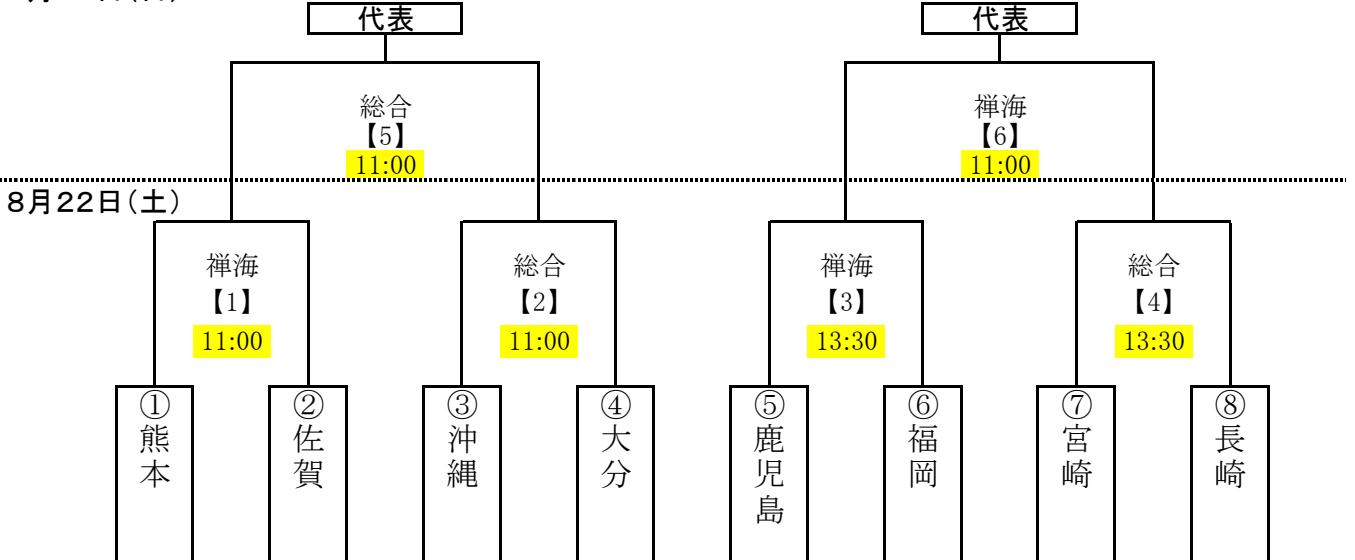 代表
代表
総合
【5】
11:00
禅海
【6】
11:00
8月22日(土)
禅海
【1】
11:00
総合
【2】
11:00
禅海
【3】
13:30
総合
【4】
13:30
①熊本
②佐賀
③沖縄
④大分
⑤鹿児島
⑥福岡
⑦宮崎
⑧長崎